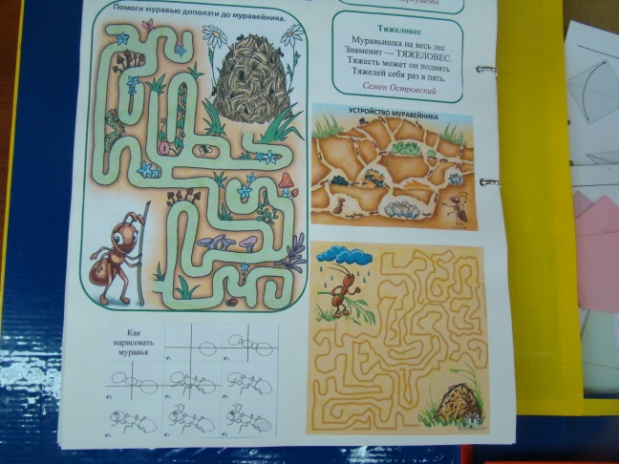 Помоги муравью доползти до муравейника.
Тяжеловес
Муравьишка на весь лес
Знаменит — ТЯЖЕЛОВЕС.
Тяжесть может он поднять
Тяжелей себя раз в пять.
Семен Островский
УСТРОЙСТВО МУРАВЕЙНИКА
Как
нарисовать
муравья